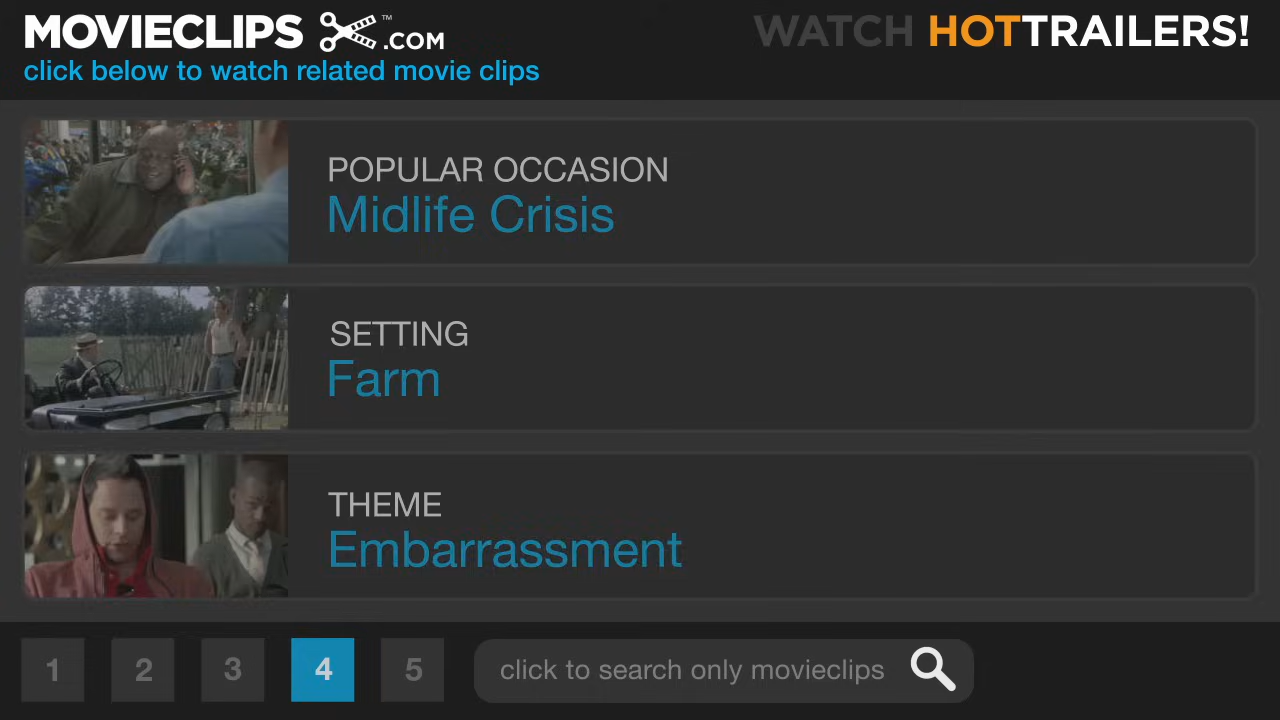 MOVIECLIPS ™ .COM
WATCH HOTTRAILERS!
click below to watch related movie clips
POPULAR OCCASION
Midlife Crisis
SETTING
Farm
THEME
Embarrassment
1 2 3 4 5 click to search only movieclips